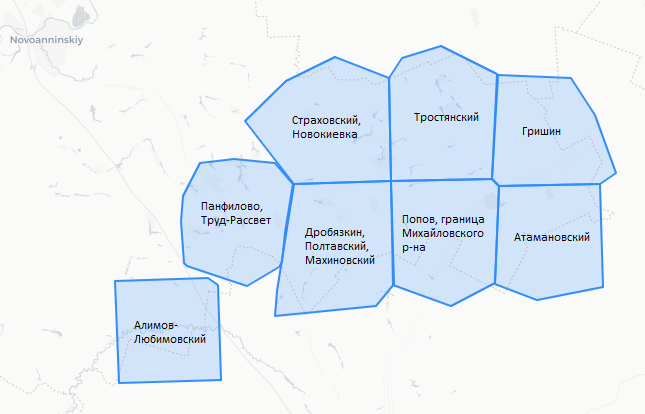 Novoanninskiy
Страховский,
Новокиевка
Тростянский
Гришин
Панфилово,
Труд-Рассвет
Дробязкин,
Полтавский,
Махиновский
Попов, граница
Михайловского
р-на
Атамановский
Алимов-
Любимовский